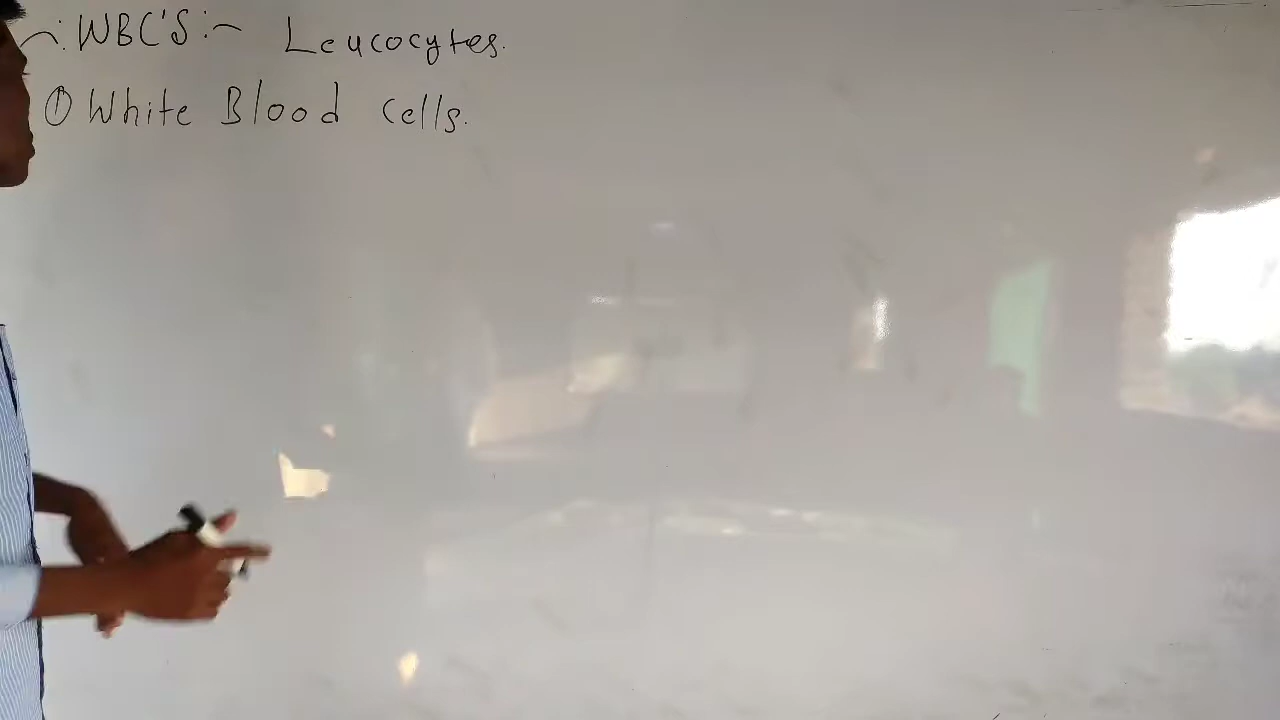 ~: WBC'S :~ Leucocytes.
① White Blood cells.